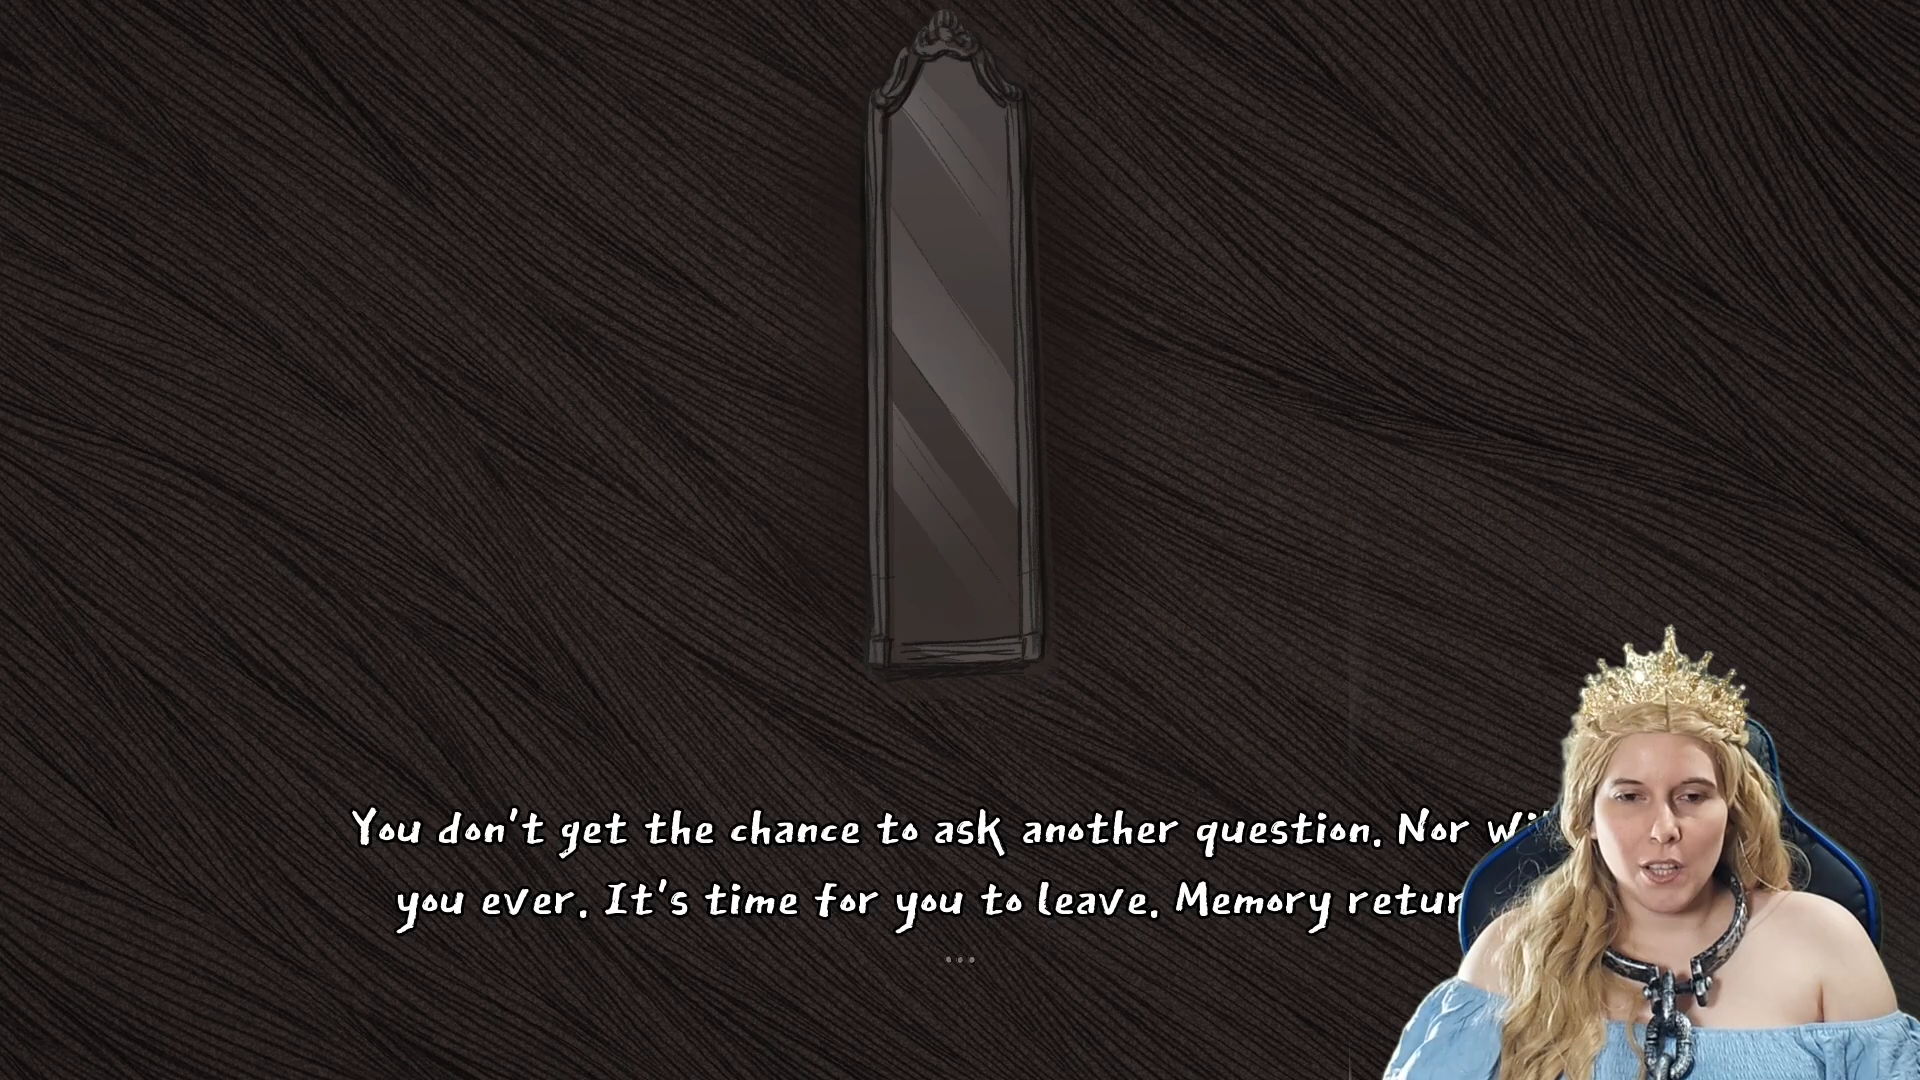 You don't get the chance to ask another question. Nor
you ever. It's time for you to leave. Memory
...